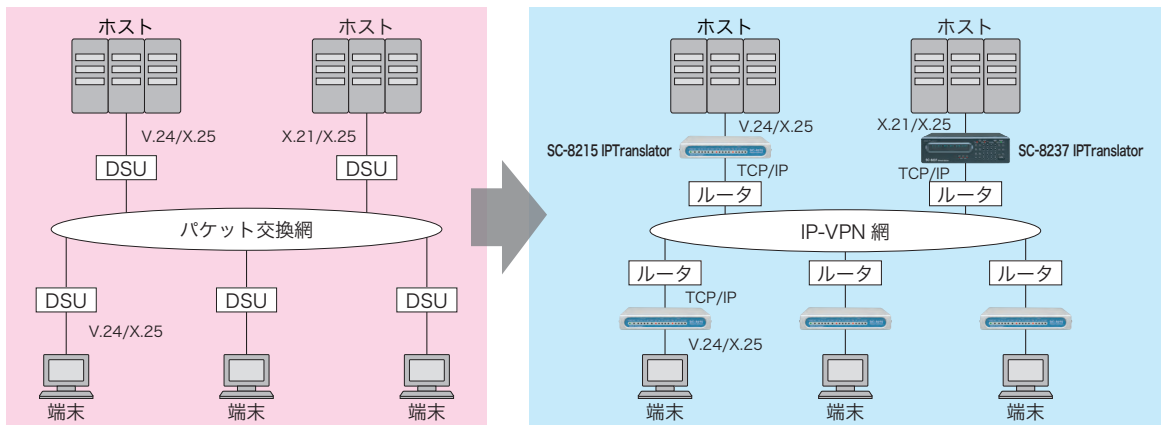 ホスト
ホスト
V.24/X.25
X.21/X.25
DSU
DSU
パケット交換網
DSU
DSU
DSU
V.24/X.25
端末
端末
端末
ホスト
ホスト
V.24/X.25
X.21/X.25
SC-8215 IPTranslator
SC-8237 IPTranslator
TCP/IP
TCP/IP
ルータ
ルータ
IP-VPN 網
ルータ
ルータ
ルータ
TCP/IP
V.24/X.25
端末
端末
端末